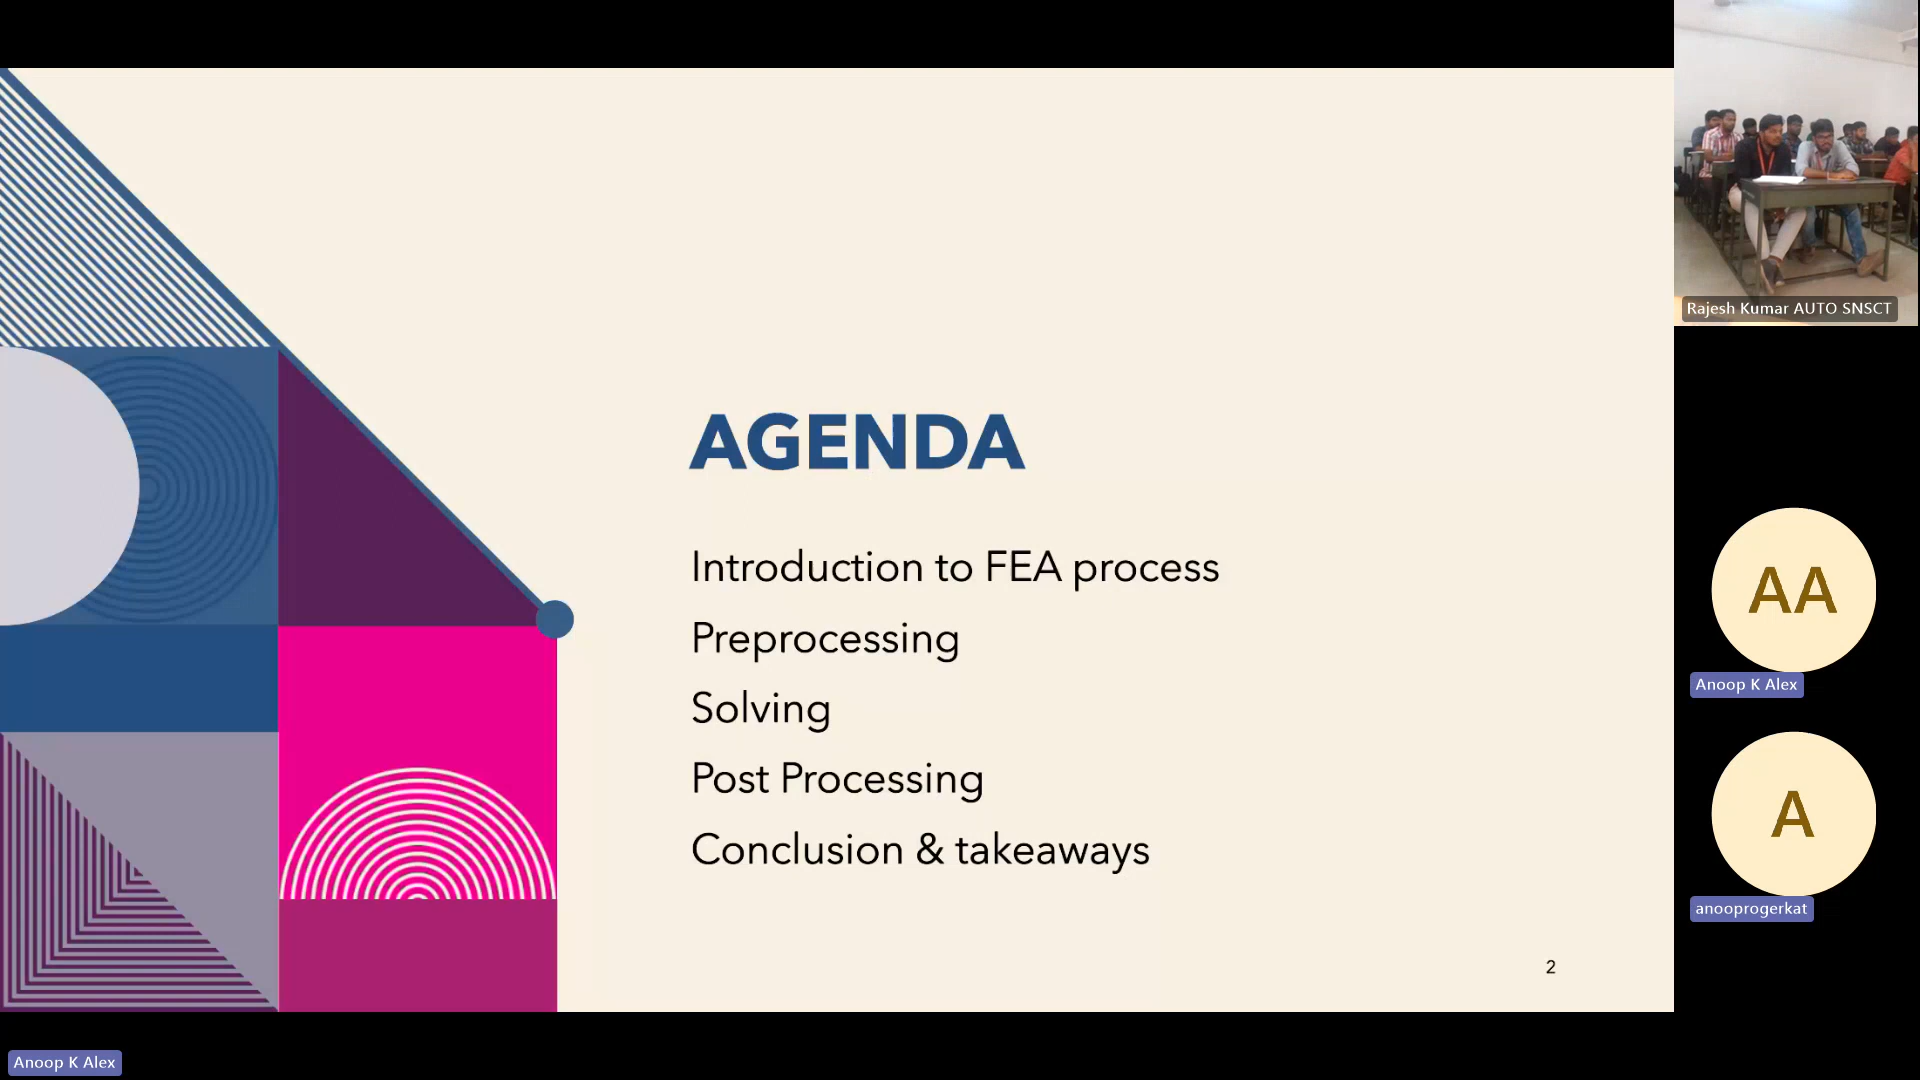 AGENDA
Introduction to FEA process
Preprocessing
Solving
Post Processing
Conclusion & takeaways
2
Rajesh Kumar AUTO SNSCT
AA
Anoop K Alex
A
anooprogerkat
Anoop K Alex